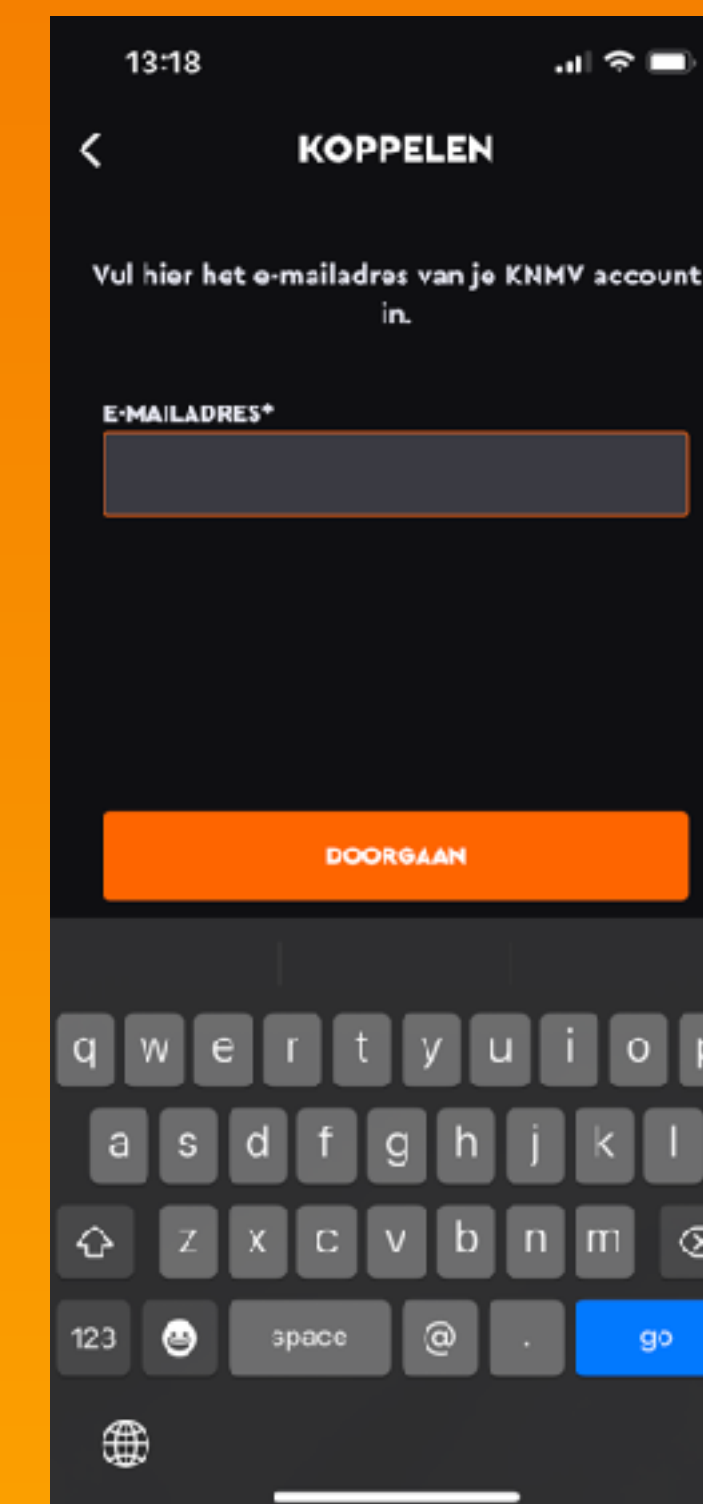 13:18
KOPPELEN
Vul hier het e-mailadres van je KNMV account
in.
E-MAILADRES*
DOORGAAN
q w e r t y u i o p
a s d f g h j k l
z x c v b n m
123 space @ . go